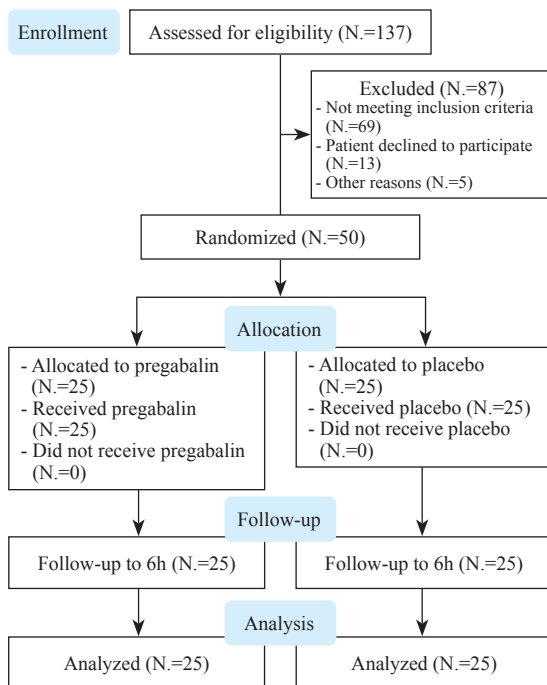 Enrollment
Assessed for eligibility (N.=137)
Excluded (N.=87)
- Not meeting inclusion criteria
(N.=69)
- Patient declined to participate
(N.=13)
- Other reasons (N.=5)
Randomized (N.=50)
Allocation
- Allocated to pregabalin
(N.=25)
- Received pregabalin
(N.=25)
- Did not receive pregabalin
(N.=0)
- Allocated to placebo
(N.=25)
- Received placebo (N.=25)
- Did not receive placebo
(N.=0)
Follow-up
Follow-up to 6h (N.=25)
Follow-up to 6h (N.=25)
Analysis
Analyzed (N.=25)
Analyzed (N.=25)